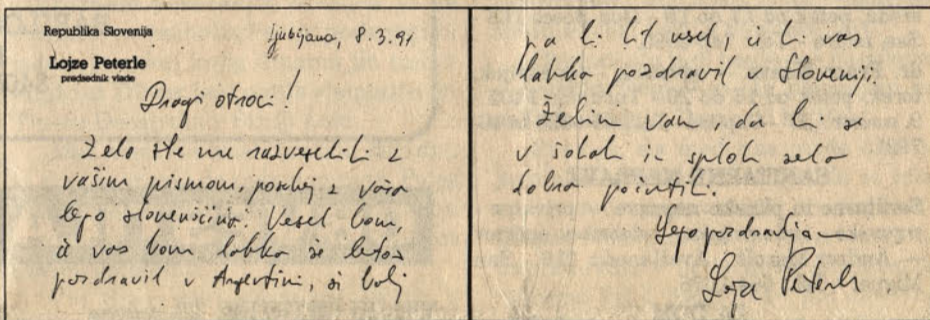 Republika Slovenija
Lojze Peterle
predsednik vlade
Ljubljana, 8.3.91
Dragi otroci!
Zelo ste me razveselili z
vašim pismom, posebej z vašo
lepo slovenščino! Vesel bom,
če vas bom lahko še letos
pozdravil v Argentini, še bolj
pa bi bil vesel, če bi vas
lahko pozdravil v Sloveniji.
Želim vam, da bi se
v šolah in sploh zelo
dobro počutili.
Lepo pozdravljam
Lojze Peterle